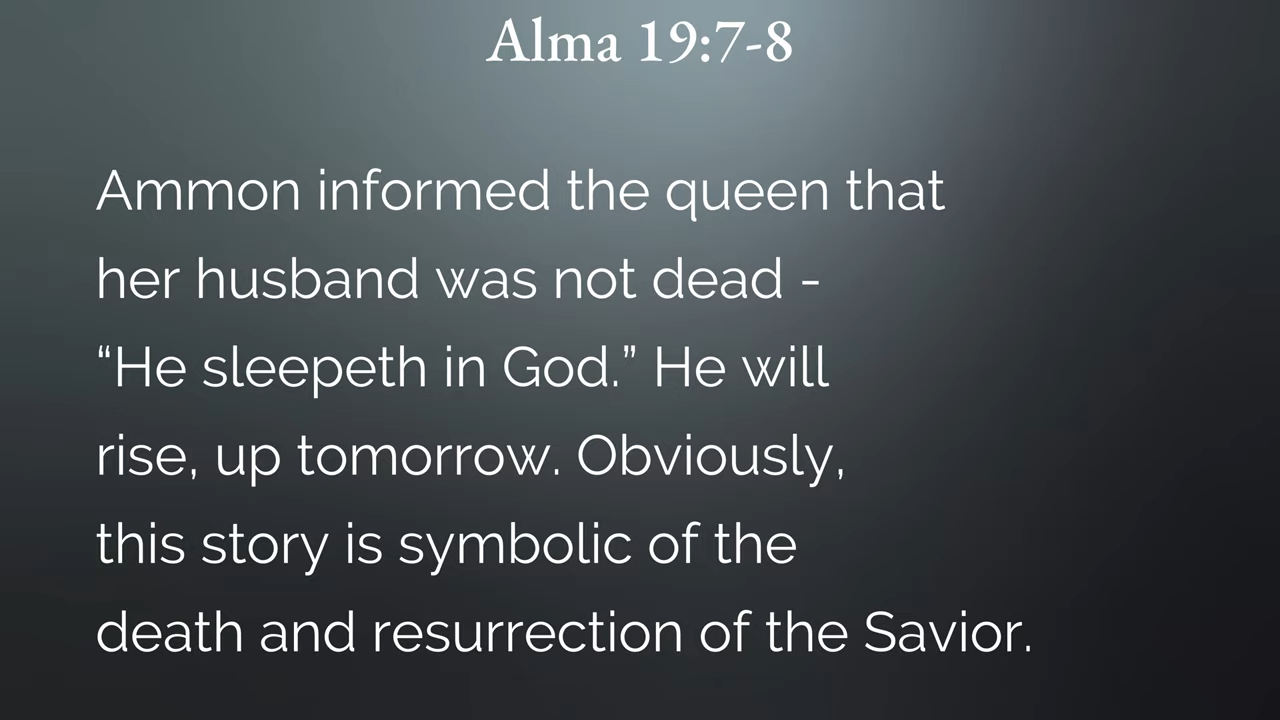 Alma 19:7-8
Ammon informed the queen that
her husband was not dead -
“He sleepeth in God.” He will
rise, up tomorrow. Obviously,
this story is symbolic of the
death and resurrection of the Savior.